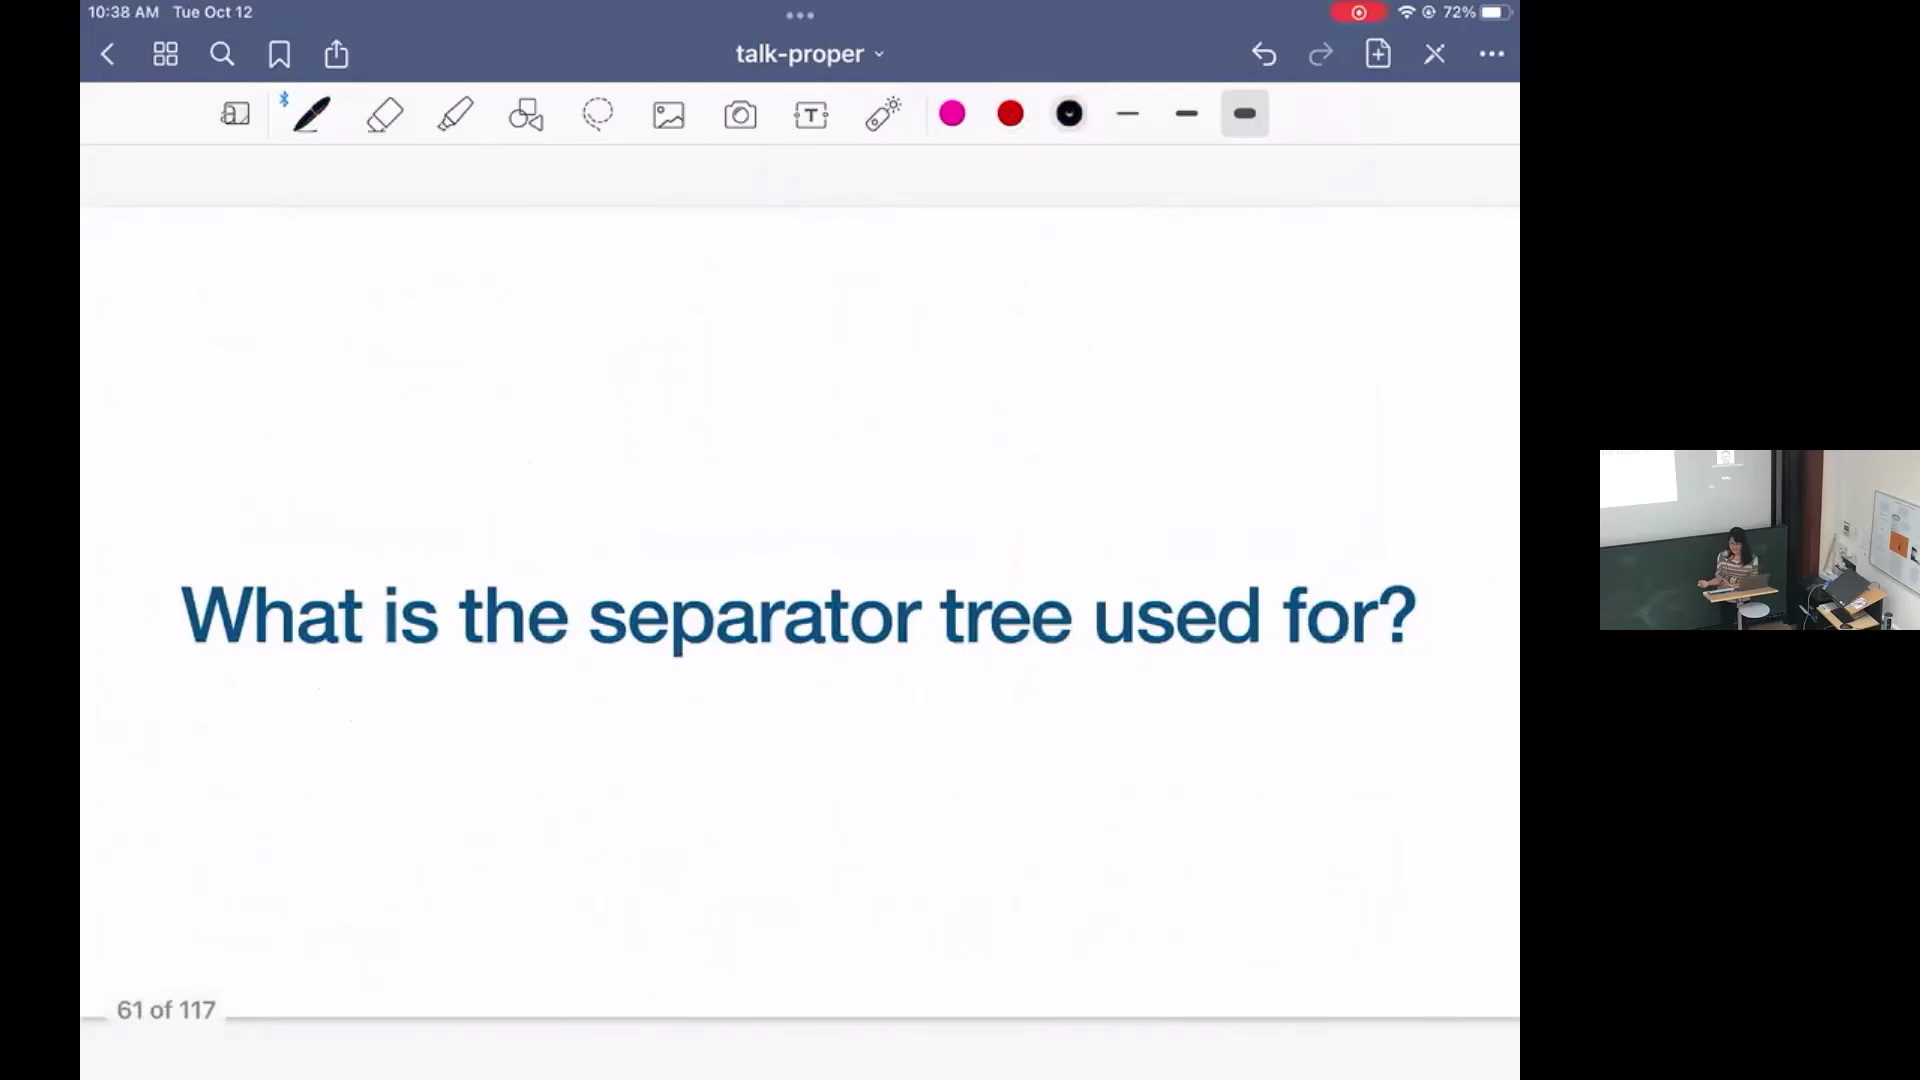 10:38 AM Tue Oct 12
72%
talk-proper
What is the separator tree used for?
61 of 117